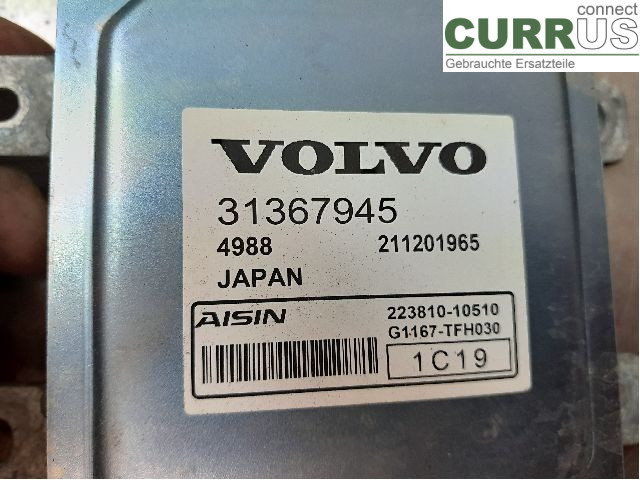 connect
CURRUS
Gebrauchte Ersatzteile
VOLVO
31367945
4988 211201965
JAPAN
AISIN 223810-10510
G1167-TFH030
1C19